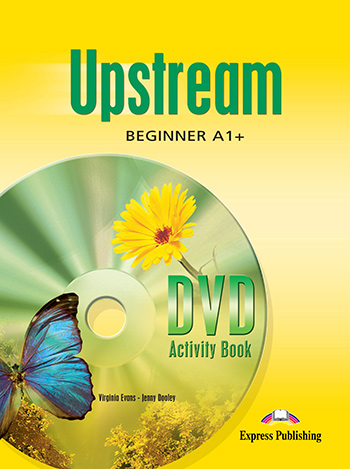 Upstream
BEGINNER A1+
DVD
Activity Book
Virginia Evans - Jenny Dooley
Express Publishing